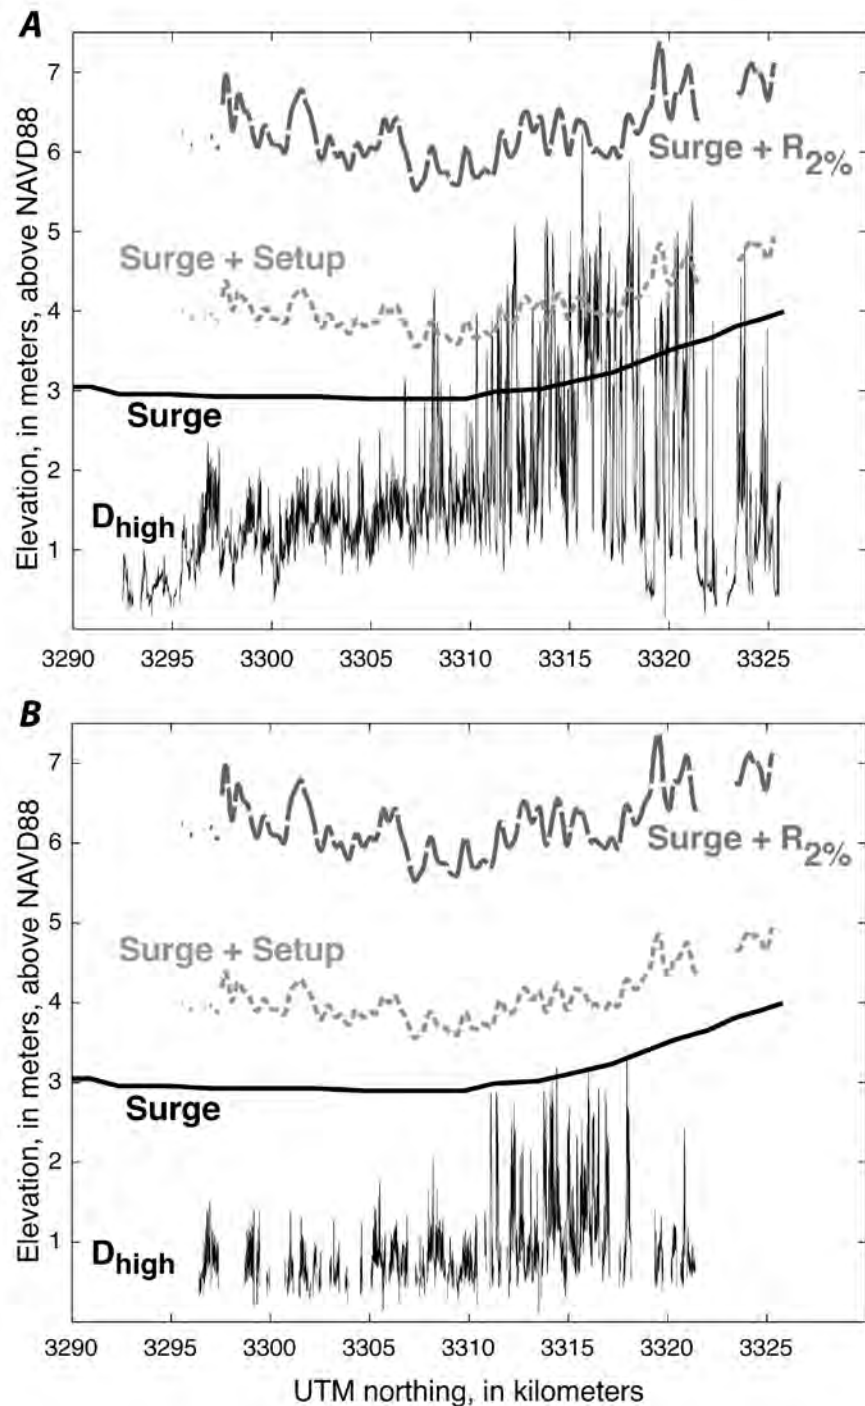 A
7
6
5
4
3
2
1
Elevation, in meters, above NAVD88
Surge + R2%
Surge + Setup
Surge
Dhigh
3290 3295 3300 3305 3310 3315 3320 3325
B
7
6
5
4
3
2
1
Elevation, in meters, above NAVD88
Surge + R2%
Surge + Setup
Surge
Dhigh
3290 3295 3300 3305 3310 3315 3320 3325
UTM northing, in kilometers